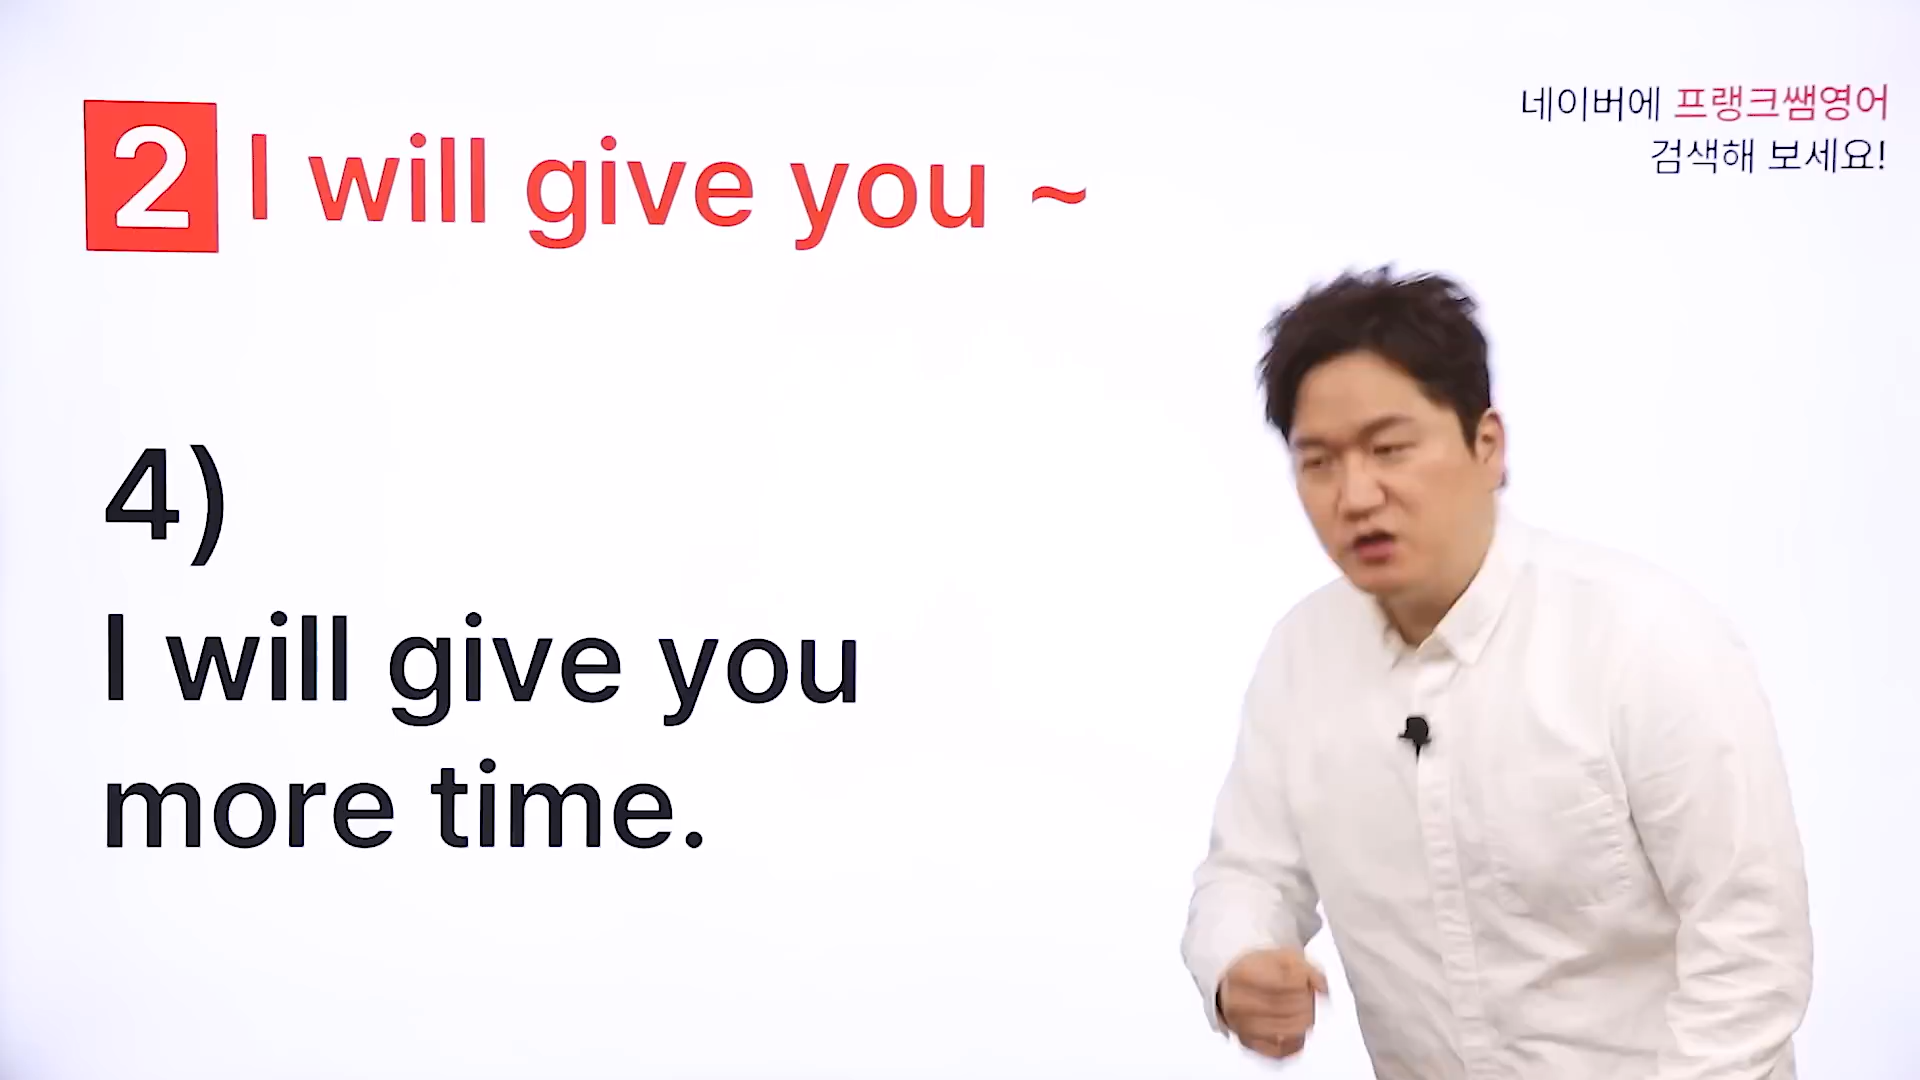 2 I will give you ~
네이버에 프랭크쌤영어
검색해 보세요!
4)
I will give you
more time.